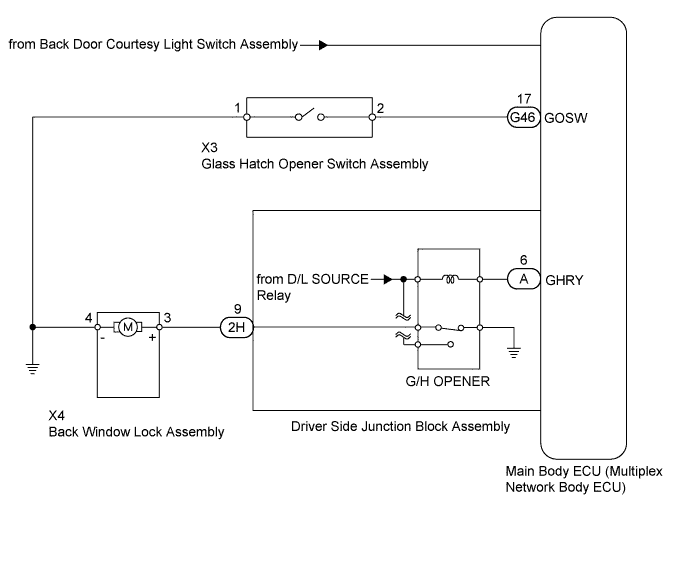 from Back Door Courtesy Light Switch Assembly
1
2
17
G46
GOSW
X3
Glass Hatch Opener Switch Assembly
from D/L SOURCE
Relay
6
A
GHRY
9
2H
4
3
M
-
+
G/H OPENER
X4
Back Window Lock Assembly
Driver Side Junction Block Assembly
Main Body ECU (Multiplex
Network Body ECU)